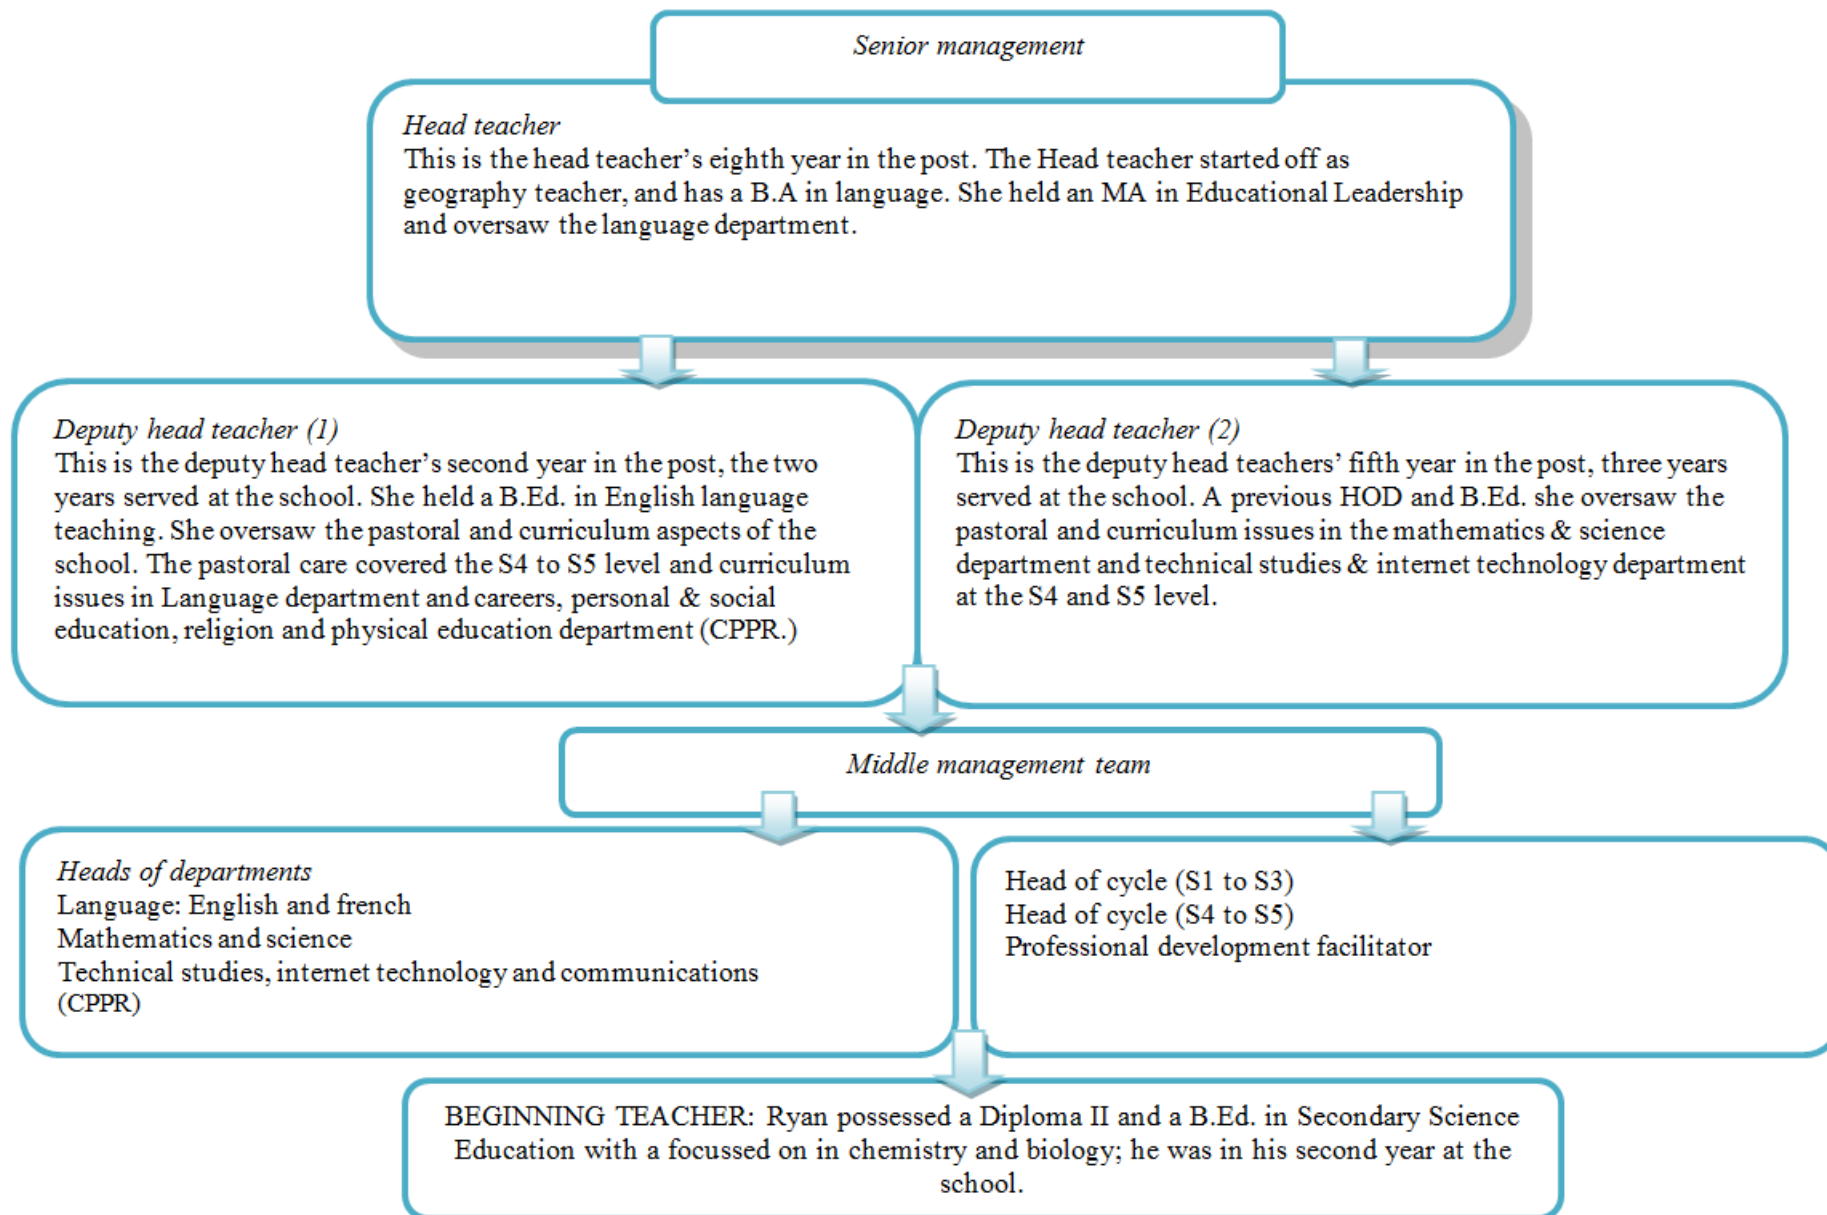 Senior management
Head teacher
This is the head teacher’s eighth year in the post. The Head teacher started off as
geography teacher, and has a B.A in language. She held an MA in Educational Leadership
and oversaw the language department.
Deputy head teacher (1)
This is the deputy head teacher’s second year in the post, the two
years served at the school. She held a B.Ed. in English language
teaching. She oversaw the pastoral and curriculum aspects of the
school. The pastoral care covered the S4 to S5 level and curriculum
issues in Language department and careers, personal & social
education, religion and physical education department (CPPR.)
Deputy head teacher (2)
This is the deputy head teachers’ fifth year in the post, three years
served at the school. A previous HOD and B.Ed. she oversaw the
pastoral and curriculum issues in the mathematics & science
department and technical studies & internet technology department
at the S4 and S5 level.
Middle management team
Heads of departments
Language: English and french
Mathematics and science
Technical studies, internet technology and communications
(CPPR)
Head of cycle (S1 to S3)
Head of cycle (S4 to S5)
Professional development facilitator
BEGINNING TEACHER: Ryan possessed a Diploma II and a B.Ed. in Secondary Science
Education with a focussed on in chemistry and biology; he was in his second year at the
school.